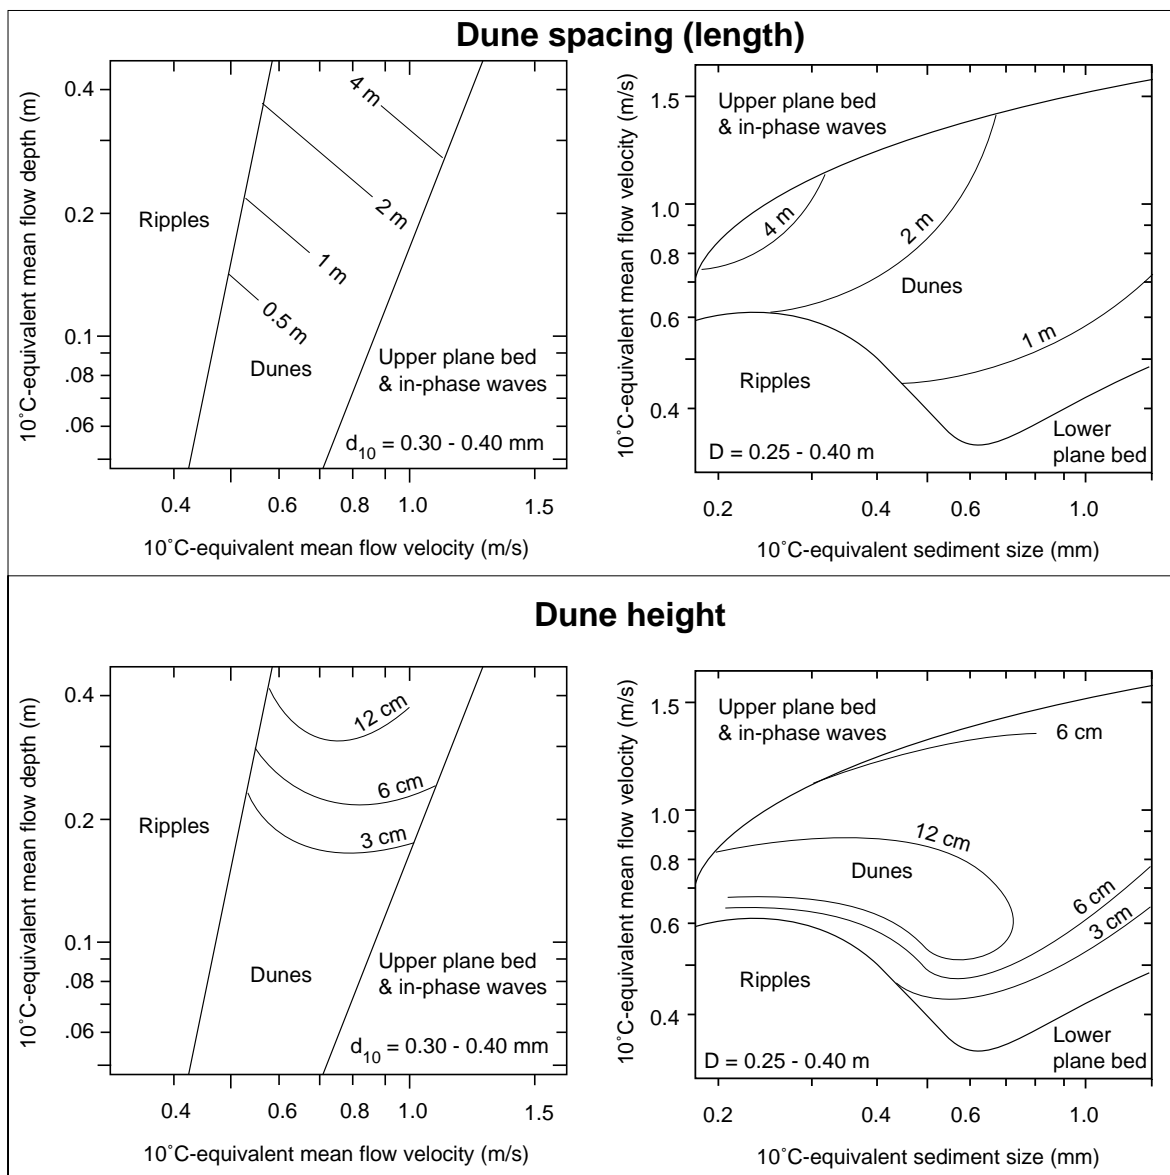 Dune spacing (length)
10˚C-equivalent mean flow depth (m)
0.4
0.2
0.1
.08
.06
4 m
2 m
1 m
0.5 m
Ripples
Dunes
Upper plane bed
& in-phase waves
d10 = 0.30 - 0.40 mm
0.4
0.6
0.8
1.0
1.5
10˚C-equivalent mean flow velocity (m/s)
10˚C-equivalent mean flow velocity (m/s)
1.5
1.0
0.8
0.6
0.4
Upper plane bed
& in-phase waves
4 m
2 m
Dunes
1 m
Ripples
Lower
plane bed
D = 0.25 - 0.40 m
0.2
0.4
0.6
1.0
10˚C-equivalent sediment size (mm)
Dune height
10˚C-equivalent mean flow depth (m)
0.4
0.2
0.1
.08
.06
12 cm
6 cm
3 cm
Ripples
Dunes
Upper plane bed
& in-phase waves
d10 = 0.30 - 0.40 mm
0.4
0.6
0.8
1.0
1.5
10˚C-equivalent mean flow velocity (m/s)
10˚C-equivalent mean flow velocity (m/s)
1.5
1.0
0.8
0.6
0.4
Upper plane bed
& in-phase waves
6 cm
12 cm
Dunes
6 cm
3 cm
Ripples
Lower
plane bed
D = 0.25 - 0.40 m
0.2
0.4
0.6
1.0
10˚C-equivalent sediment size (mm)